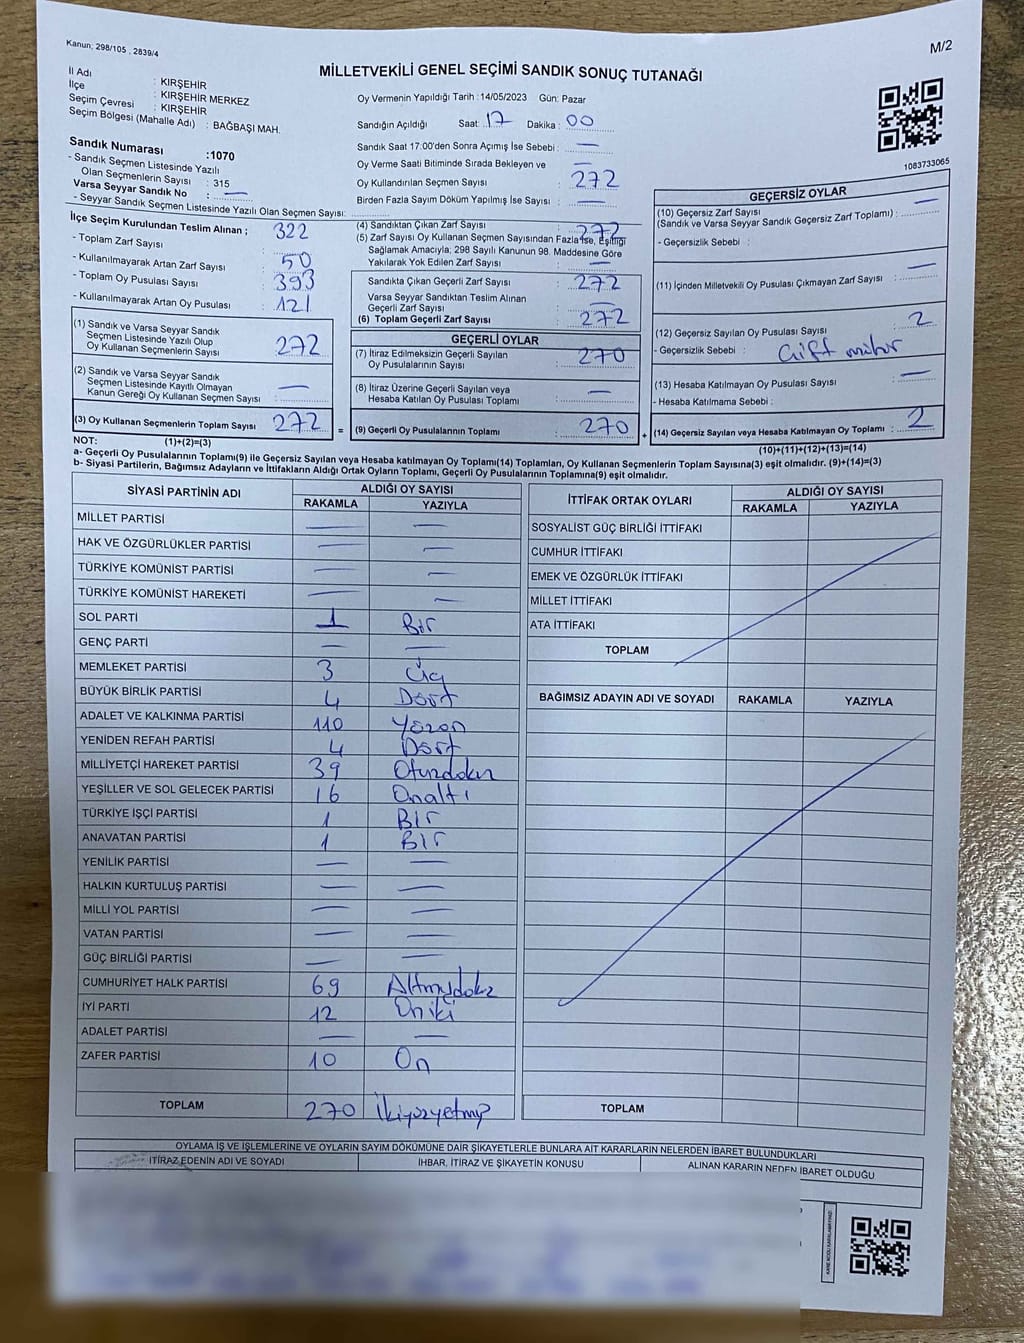 Kanun; 298/105 , 2839/4
M/2
MİLLETVEKİLİ GENEL SEÇİMİ SANDIK SONUÇ TUTANAĞI
İl Adı : KIRŞEHİR
İlçe : KIRŞEHİR MERKEZ
Seçim Çevresi : KIRŞEHİR
Seçim Bölgesi (Mahalle Adı) : BAĞBAŞI MAH.
Sandık Numarası :1070
- Sandık Seçmen Listesinde Yazılı
Olan Seçmenlerin Sayısı : 315
Varsa Seyyar Sandık No : —
- Seyyar Sandık Seçmen Listesinde Yazılı Olan Seçmen Sayısı:
Oy Vermenin Yapıldığı Tarih :14/05/2023 Gün: Pazar
Sandığın Açıldığı Saat: 17 Dakika : 00
Sandık Saat 17:00'den Sonra Açımış İse Sebebi : —
Oy Verme Saati Bitiminde Sırada Bekleyen ve —
Oy Kullandırılan Seçmen Sayısı : 272
Birden Fazla Sayım Döküm Yapılmış İse Sayısı : —
1083733065
İlçe Seçim Kurulundan Teslim Alınan ;
- Toplam Zarf Sayısı : 322
- Kullanılmayarak Artan Zarf Sayısı : 50
- Toplam Oy Pusulası Sayısı : 393
- Kullanılmayarak Artan Oy Pusulası : 121
(1) Sandık ve Varsa Seyyar Sandık
Seçmen Listesinde Yazılı Olup
Oy Kullanan Seçmenlerin Sayısı : 272
(2) Sandık ve Varsa Seyyar Sandık
Seçmen Listesinde Kayıtlı Olmayan
Kanun Gereği Oy Kullanan Seçmen Sayısı : —
(3) Oy Kullanan Seçmenlerin Toplam Sayısı : 272
(1)+(2)=(3)
(4) Sandıktan Çıkan Zarf Sayısı : 272
(5) Zarf Sayısı Oy Kullanan Seçmen Sayısından Fazla İse, Eşitliği
Sağlamak Amacıyla; 298 Sayılı Kanunun 98. Maddesine Göre
Yakılarak Yok Edilen Zarf Sayısı : —
Sandıkta Çıkan Geçerli Zarf Sayısı : 272
Varsa Seyyar Sandıktan Teslim Alınan
Geçerli Zarf Sayısı : —
(6) Toplam Geçerli Zarf Sayısı : 272
GEÇERLİ OYLAR
(7) İtiraz Edilmeksizin Geçerli Sayılan
Oy Pusulalarının Sayısı : 270
(8) İtiraz Üzerine Geçerli Sayılan veya
Hesaba Katılan Oy Pusulası Toplamı : —
= (9) Geçerli Oy Pusulalarının Toplamı : 270 +
GEÇERSİZ OYLAR
(10) Geçersiz Zarf Sayısı
(Sandık ve Varsa Seyyar Sandık Geçersiz Zarf Toplamı) : —
- Geçersizlik Sebebi :
(11) İçinden Milletvekili Oy Pusulası Çıkmayan Zarf Sayısı : —
(12) Geçersiz Sayılan Oy Pusulası Sayısı : 2
- Geçersizlik Sebebi : Çift mühür
(13) Hesaba Katılmayan Oy Pusulası Sayısı : —
- Hesaba Katılmama Sebebi :
(14) Geçersiz Sayılan veya Hesaba Katılmayan Oy Toplamı : 2
(10)+(11)+(12)+(13)=(14)
NOT:
a- Geçerli Oy Pusulalarının Toplamı(9) ile Geçersiz Sayılan veya Hesaba Katılmayan Oy Toplamı(14) Toplamları, Oy Kullanan Seçmenlerin Toplam Sayısına(3) eşit olmalıdır. (9)+(14)=(3)
b- Siyasi Partilerin, Bağımsız Adayların ve İttifakların Aldığı Ortak Oyların Toplamı, Geçerli Oy Pusulalarının Toplamına(9) eşit olmalıdır.
SİYASİ PARTİNİN ADI ALDIĞI OY SAYISI
RAKAMLA YAZIYLA
MİLLET PARTİSİ — —
HAK VE ÖZGÜRLÜKLER PARTİSİ — —
TÜRKİYE KOMÜNİST PARTİSİ — —
TÜRKİYE KOMÜNİST HAREKETİ — —
SOL PARTİ 1 Bir
GENÇ PARTİ — —
MEMLEKET PARTİSİ 3 Üç
BÜYÜK BİRLİK PARTİSİ 4 Dört
ADALET VE KALKINMA PARTİSİ 110 Yüzon
YENİDEN REFAH PARTİSİ 4 Dört
MİLLİYETÇİ HAREKET PARTİSİ 39 Otuzdokuz
YEŞİLLER VE SOL GELECEK PARTİSİ 16 Onaltı
TÜRKİYE İŞÇİ PARTİSİ 1 Bir
ANAVATAN PARTİSİ 1 Bir
YENİLİK PARTİSİ — —
HALKIN KURTULUŞ PARTİSİ — —
MİLLİ YOL PARTİSİ — —
VATAN PARTİSİ — —
GÜÇ BİRLİĞİ PARTİSİ — —
CUMHURİYET HALK PARTİSİ 69 Altmışdokuz
İYİ PARTİ 12 Oniki
ADALET PARTİSİ — —
ZAFER PARTİSİ 10 On
TOPLAM 270 İkiyüzyetmiş
İTTİFAK ORTAK OYLARI ALDIĞI OY SAYISI
RAKAMLA YAZIYLA
SOSYALİST GÜÇ BİRLİĞİ İTTİFAKI
CUMHUR İTTİFAKI
EMEK VE ÖZGÜRLÜK İTTİFAKI
MİLLET İTTİFAKI
ATA İTTİFAKI
TOPLAM
BAĞIMSIZ ADAYIN ADI VE SOYADI RAKAMLA YAZIYLA
TOPLAM
OYLAMA İŞ VE İŞLEMLERİNE VE OYLARIN SAYIM DÖKÜMÜNE DAİR ŞİKAYETLERLE BUNLARA AİT KARARLARIN NELERDEN İBARET BULUNDUKLARI
İTİRAZ EDENİN ADI VE SOYADI İHBAR, İTİRAZ VE ŞİKAYETİN KONUSU ALINAN KARARIN NEDEN İBARET OLDUĞU